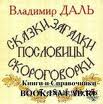 Владимир ДАЛЬ
СКАЗКИ ЗАГАДКИ
ПОСЛОВИЦЫ
СКОРОГОВОРКИ
Книги и Справочники